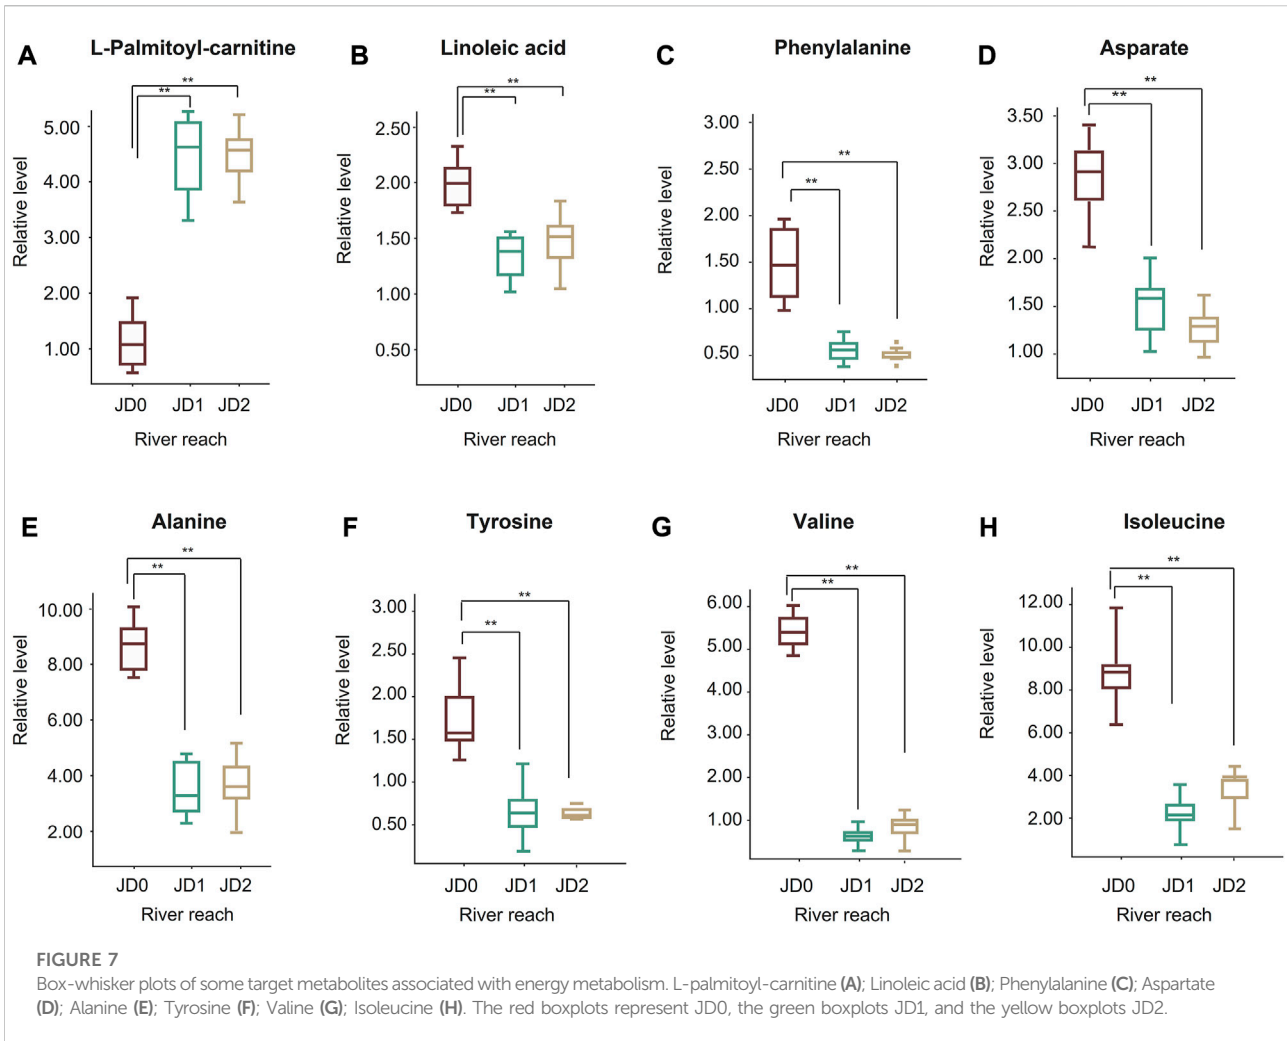 A
L-Palmitoyl-carnitine
**
**
Relative level
5.00
4.00
3.00
2.00
1.00
JD0 JD1 JD2
River reach
B
Linoleic acid
**
**
Relative level
2.50
2.00
1.50
1.00
0.50
JD0 JD1 JD2
River reach
C
Phenylalanine
**
**
Relative level
3.00
2.50
2.00
1.50
1.00
0.50
JD0 JD1 JD2
River reach
D
Asparate
**
**
Relative level
3.50
3.00
2.50
2.00
1.50
1.00
JD0 JD1 JD2
River reach
E
Alanine
**
**
Relative level
10.00
8.00
6.00
4.00
2.00
JD0 JD1 JD2
River reach
F
Tyrosine
**
**
Relative level
3.00
2.50
2.00
1.50
1.00
0.50
JD0 JD1 JD2
River reach
G
Valine
**
**
Relative level
6.00
5.00
4.00
3.00
2.00
1.00
JD0 JD1 JD2
River reach
H
Isoleucine
**
**
Relative level
12.00
10.00
8.00
6.00
4.00
2.00
JD0 JD1 JD2
River reach
FIGURE 7
Box-whisker plots of some target metabolites associated with energy metabolism. L-palmitoyl-carnitine (A); Linoleic acid (B); Phenylalanine (C); Aspartate
(D); Alanine (E); Tyrosine (F); Valine (G); Isoleucine (H). The red boxplots represent JD0, the green boxplots JD1, and the yellow boxplots JD2.